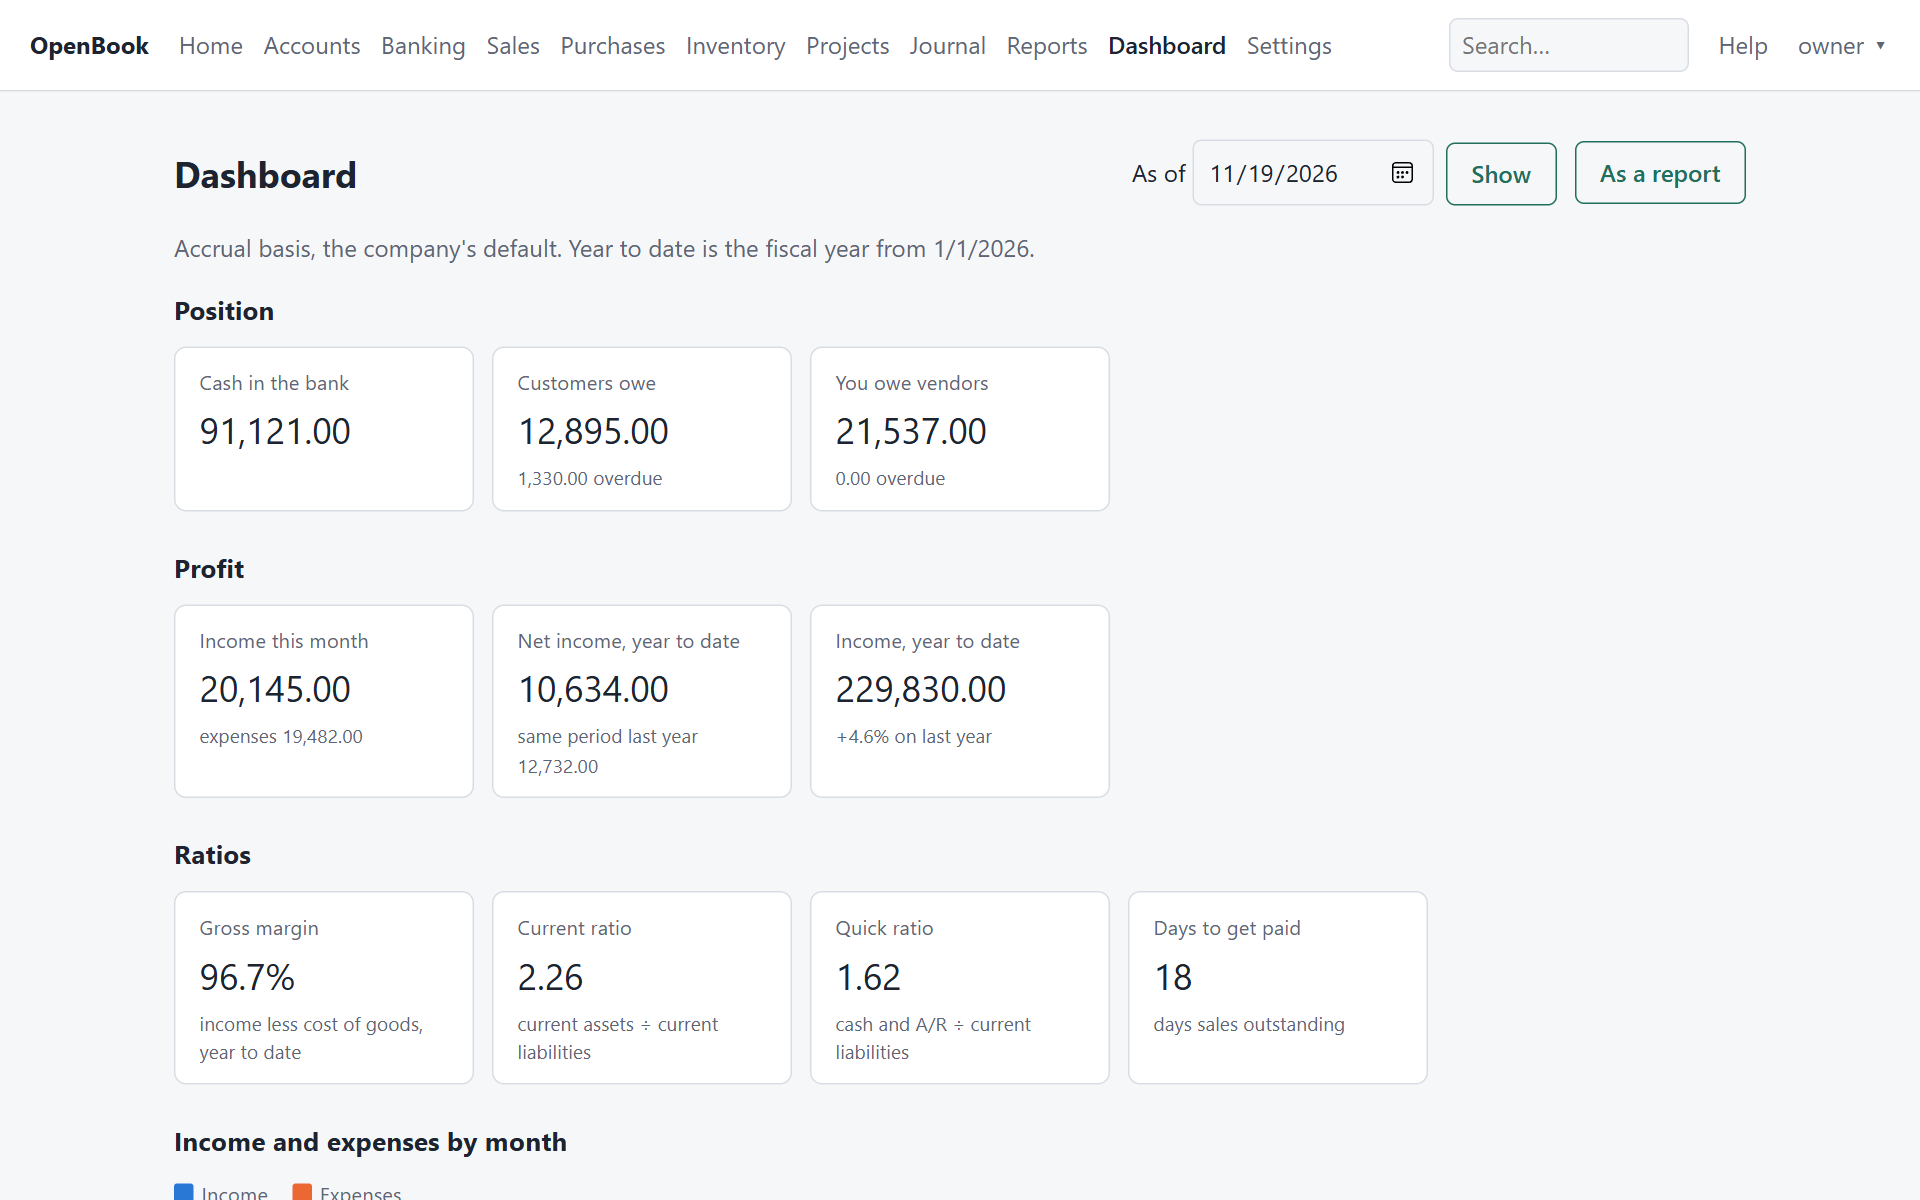 OpenBook Home Accounts Banking Sales Purchases Inventory Projects Journal Reports Dashboard Settings Search... Help owner ▼
Dashboard As of 11/19/2026 Show As a report
Accrual basis, the company's default. Year to date is the fiscal year from 1/1/2026.
Position
Cash in the bank
91,121.00
Customers owe
12,895.00
1,330.00 overdue
You owe vendors
21,537.00
0.00 overdue
Profit
Income this month
20,145.00
expenses 19,482.00
Net income, year to date
10,634.00
same period last year
12,732.00
Income, year to date
229,830.00
+4.6% on last year
Ratios
Gross margin
96.7%
income less cost of goods,
year to date
Current ratio
2.26
current assets ÷ current
liabilities
Quick ratio
1.62
cash and A/R ÷ current
liabilities
Days to get paid
18
days sales outstanding
Income and expenses by month
Income Expenses